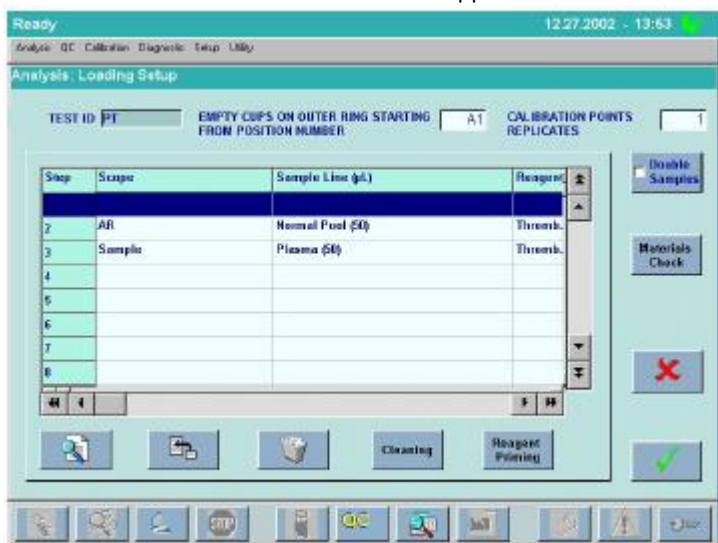 Ready 12.27.2002 - 13:53
Analysis QC Calibration Diagnostic Setup Utility
Analysis: Loading Setup
TEST ID PT EMPTY CUPS ON OUTER RING STARTING FROM POSITION NUMBER A1 CALIBRATION POINTS REPLICATES 1
Double Samples
Step Scope Sample Line (µL) Reagent
2 AR Normal Pool (50) Thromb.
3 Sample Plasma (50) Thromb.
4
5
6
7
8
Materials Check
Cleaning
Reagent Priming
STOP
QC